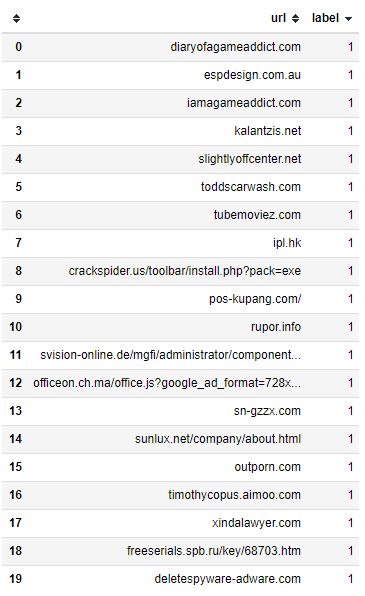 url label
0 diaryofagameaddict.com 1
1 espdesign.com.au 1
2 iamagameaddict.com 1
3 kalantzis.net 1
4 slightlyoffcenter.net 1
5 toddscarwash.com 1
6 tubemoviez.com 1
7 ipl.hk 1
8 crackspider.us/toolbar/install.php?pack=exe 1
9 pos-kupang.com/ 1
10 rupor.info 1
11 svision-online.de/mgfi/administrator/component... 1
12 officeon.ch.ma/office.js?google_ad_format=728x... 1
13 sn-gzzx.com 1
14 sunlux.net/company/about.html 1
15 outporn.com 1
16 timothycopus.aimoo.com 1
17 xindalawyer.com 1
18 freeserials.spb.ru/key/68703.htm 1
19 deletespyware-adware.com 1